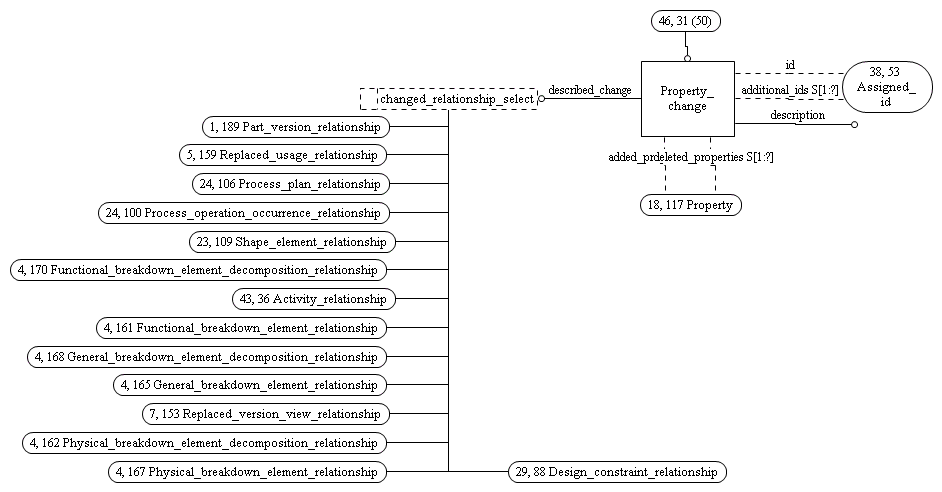 46, 31 (50)
id
38, 53
Assigned_
id
additional_ids S[1:?]
Property_
change
described_change
changed_relationship_select
description
1, 189 Part_version_relationship
5, 159 Replaced_usage_relationship
added_prdeleted_properties S[1:?]
24, 106 Process_plan_relationship
18, 117 Property
24, 100 Process_operation_occurrence_relationship
23, 109 Shape_element_relationship
4, 170 Functional_breakdown_element_decomposition_relationship
43, 36 Activity_relationship
4, 161 Functional_breakdown_element_relationship
4, 168 General_breakdown_element_decomposition_relationship
4, 165 General_breakdown_element_relationship
7, 153 Replaced_version_view_relationship
4, 162 Physical_breakdown_element_decomposition_relationship
4, 167 Physical_breakdown_element_relationship
29, 88 Design_constraint_relationship